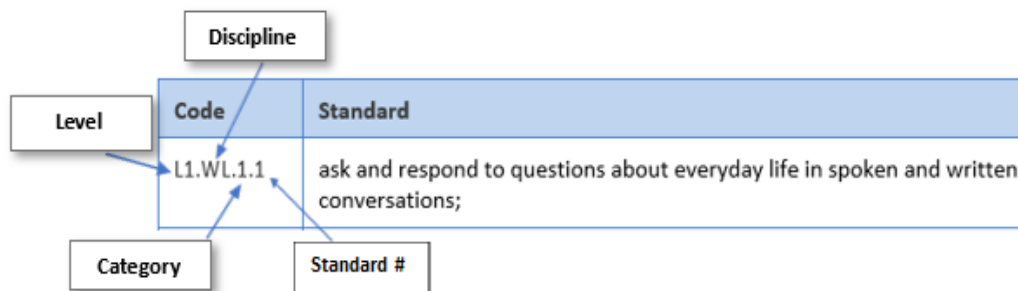 Discipline
Level
Code
Standard
L1.WL.1.1
ask and respond to questions about everyday life in spoken and written
conversations;
Category
Standard #